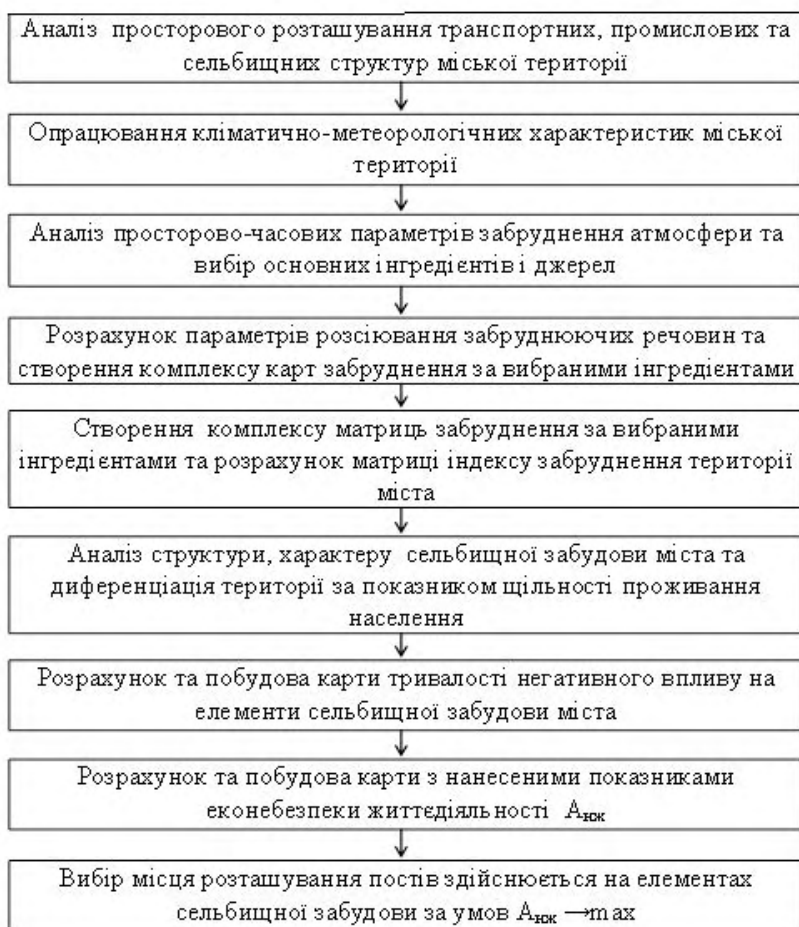 Аналіз просторового розташування транспортних, промислових та
сельбищних структур міської території
Опрацювання кліматично-метеорологічних характеристик міської
території
Аналіз просторово-часових параметрів забруднення атмосфери та
вибір основних інгредієнтів і джерел
Розрахунок параметрів розсіювання забруднюючих речовин та
створення комплексу карт забруднення за вибраними інгредієнтами
Створення комплексу матриць забруднення за вибраними
інгредієнтами та розрахунок матриці індексу забруднення території
міста
Аналіз структури, характеру сельбищної забудови міста та
диференціація території за показником щільності проживання
населення
Розрахунок та побудова карти тривалості негативного впливу на
елементи сельбищної забудови міста
Розрахунок та побудова карти з нанесеними показниками
еконебезпеки життєдіяльності Aнж
Вибір місця розташування постів здійснюється на елементах
сельбищної забудови за умов Aнж →max